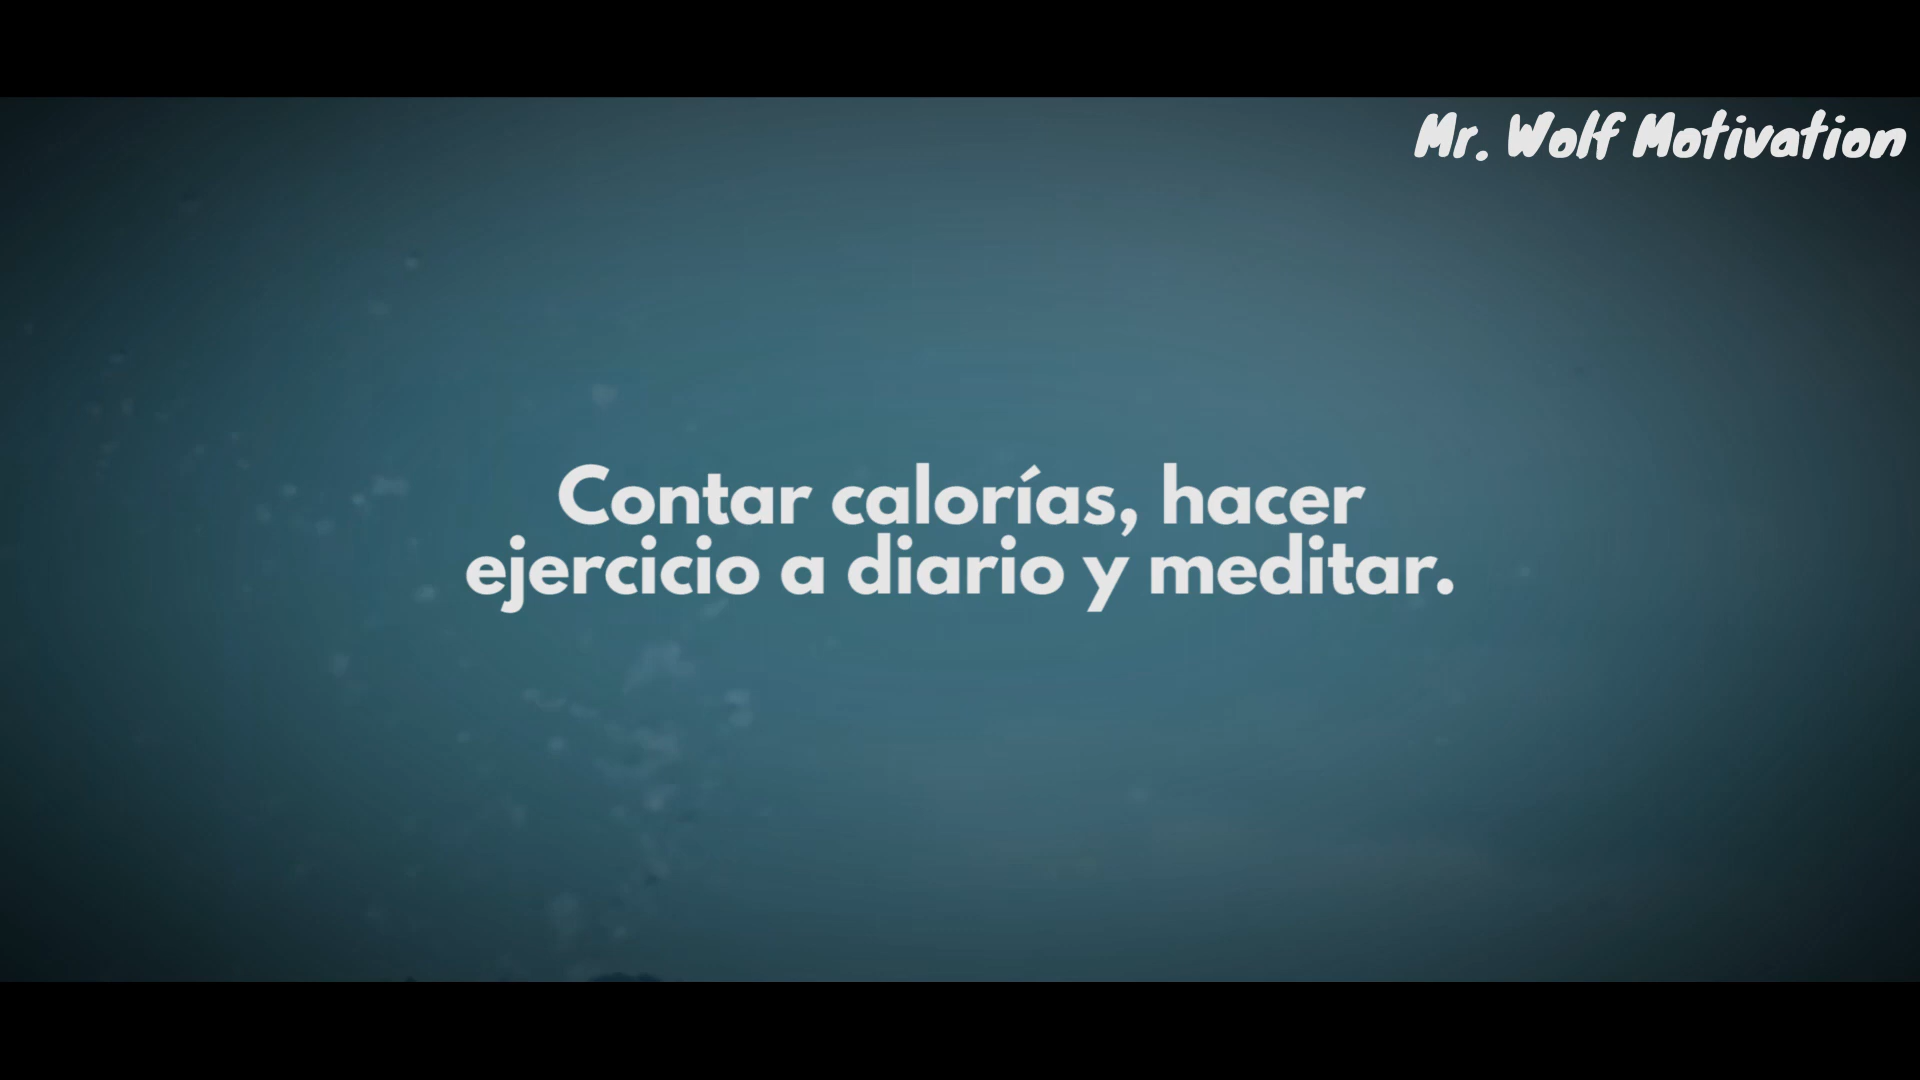 Mr. Wolf Motivation
Contar calorías, hacer
ejercicio a diario y meditar.